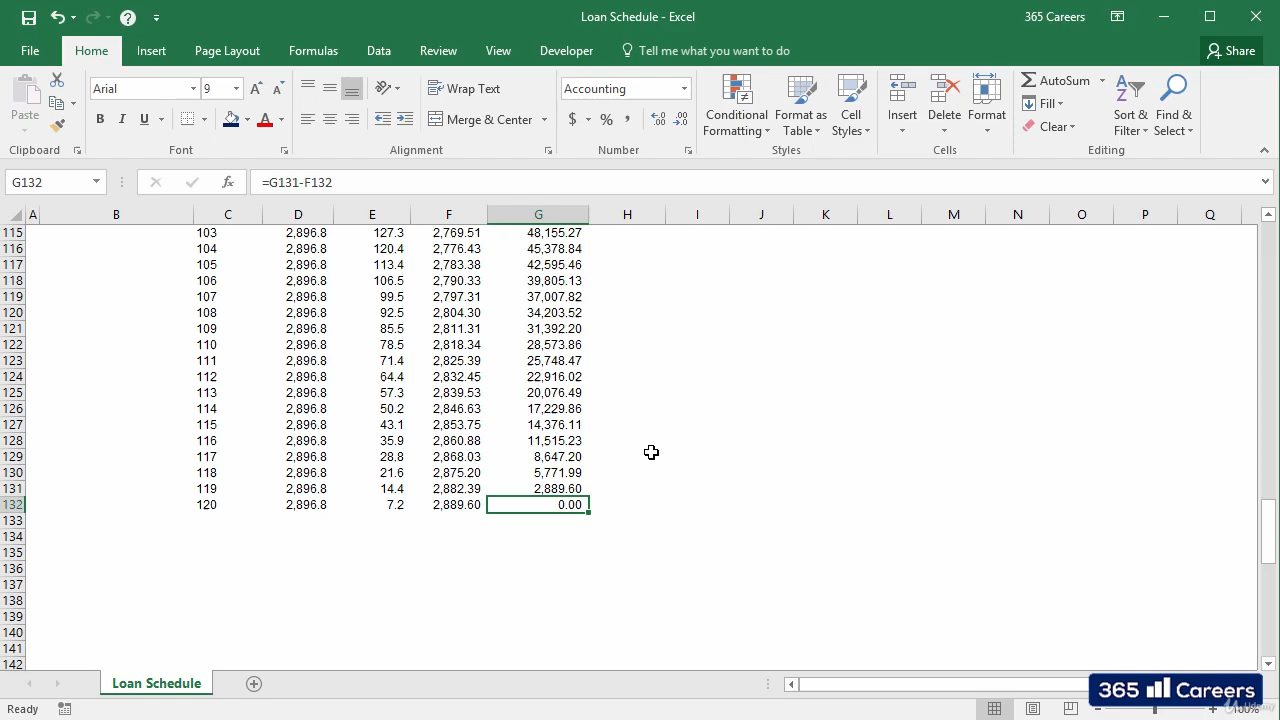 Loan Schedule - Excel 365 Careers
File Home Insert Page Layout Formulas Data Review View Developer Tell me what you want to do Share
Paste Arial 9 Wrap Text Accounting Conditional Formatting Format as Table Cell Styles Insert Delete Format AutoSum Sort & Filter Find & Select
B I U A Merge & Center $ % , Fill
Clear
Clipboard Font Alignment Number Styles Cells Editing
G132 fx =G131-F132
A B C D E F G H I J K L M N O P Q
115 103 2,896.8 127.3 2,769.51 48,155.27
116 104 2,896.8 120.4 2,776.43 45,378.84
117 105 2,896.8 113.4 2,783.38 42,595.46
118 106 2,896.8 106.5 2,790.33 39,805.13
119 107 2,896.8 99.5 2,797.31 37,007.82
120 108 2,896.8 92.5 2,804.30 34,203.52
121 109 2,896.8 85.5 2,811.31 31,392.20
122 110 2,896.8 78.5 2,818.34 28,573.86
123 111 2,896.8 71.4 2,825.39 25,748.47
124 112 2,896.8 64.4 2,832.45 22,916.02
125 113 2,896.8 57.3 2,839.53 20,076.49
126 114 2,896.8 50.2 2,846.63 17,229.86
127 115 2,896.8 43.1 2,853.75 14,376.11
128 116 2,896.8 35.9 2,860.88 11,515.23
129 117 2,896.8 28.8 2,868.03 8,647.20
130 118 2,896.8 21.6 2,875.20 5,771.99
131 119 2,896.8 14.4 2,882.39 2,889.60
132 120 2,896.8 7.2 2,889.60 0.00
133
134
135
136
137
138
139
140
141
142
Loan Schedule
365 Careers
Ready 100%
Udemy